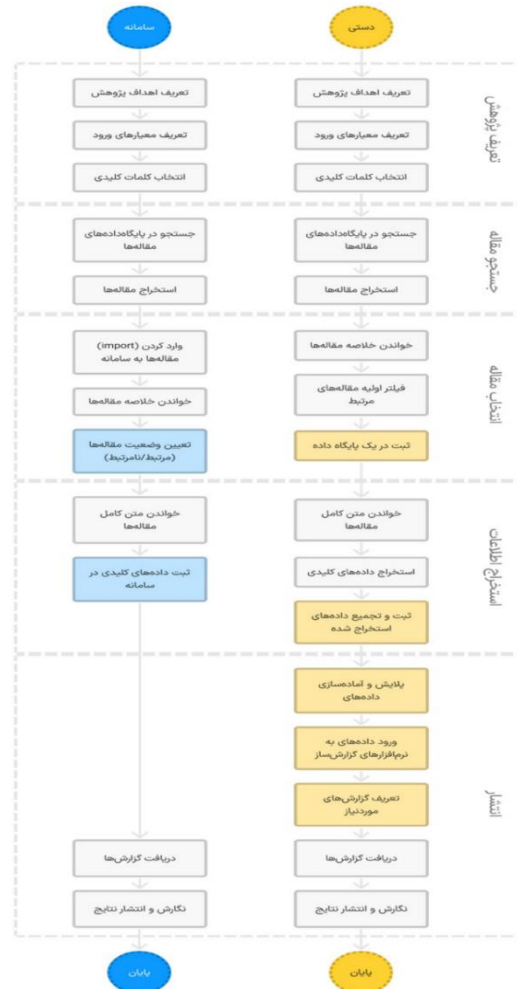 دستی
سامانه
تعریف پژوهش
تعریف اهداف پژوهش
تعریف اهداف پژوهش
تعریف معیارهای ورود
تعریف معیارهای ورود
انتخاب کلمات کلیدی
انتخاب کلمات کلیدی
جستجو مقاله
جستجو در پایگاه‌داده‌های
مقاله‌ها
جستجو در پایگاه‌داده‌های
مقاله‌ها
استخراج مقاله‌ها
استخراج مقاله‌ها
انتخاب مقاله
خواندن خلاصه مقاله‌ها
وارد کردن (import)
مقاله‌ها به سامانه
فیلتر اولیه مقاله‌های
مرتبط
خواندن خلاصه مقاله‌ها
ثبت در یک پایگاه داده
تعیین وضعیت مقاله‌ها
(مرتبط/نامرتبط)
استخراج اطلاعات
خواندن متن کامل
مقاله‌ها
خواندن متن کامل
مقاله‌ها
استخراج داده‌های کلیدی
ثبت داده‌های کلیدی در
سامانه
ثبت و تجمیع داده‌های
استخراج شده
انتشار
پلایش و آماده‌سازی
داده‌های
ورود داده‌های به
نرم‌افزارهای گزارش‌ساز
تعریف گزارش‌های
موردنیاز
دریافت گزارش‌ها
دریافت گزارش‌ها
نگارش و انتشار نتایج
نگارش و انتشار نتایج
پایان
پایان